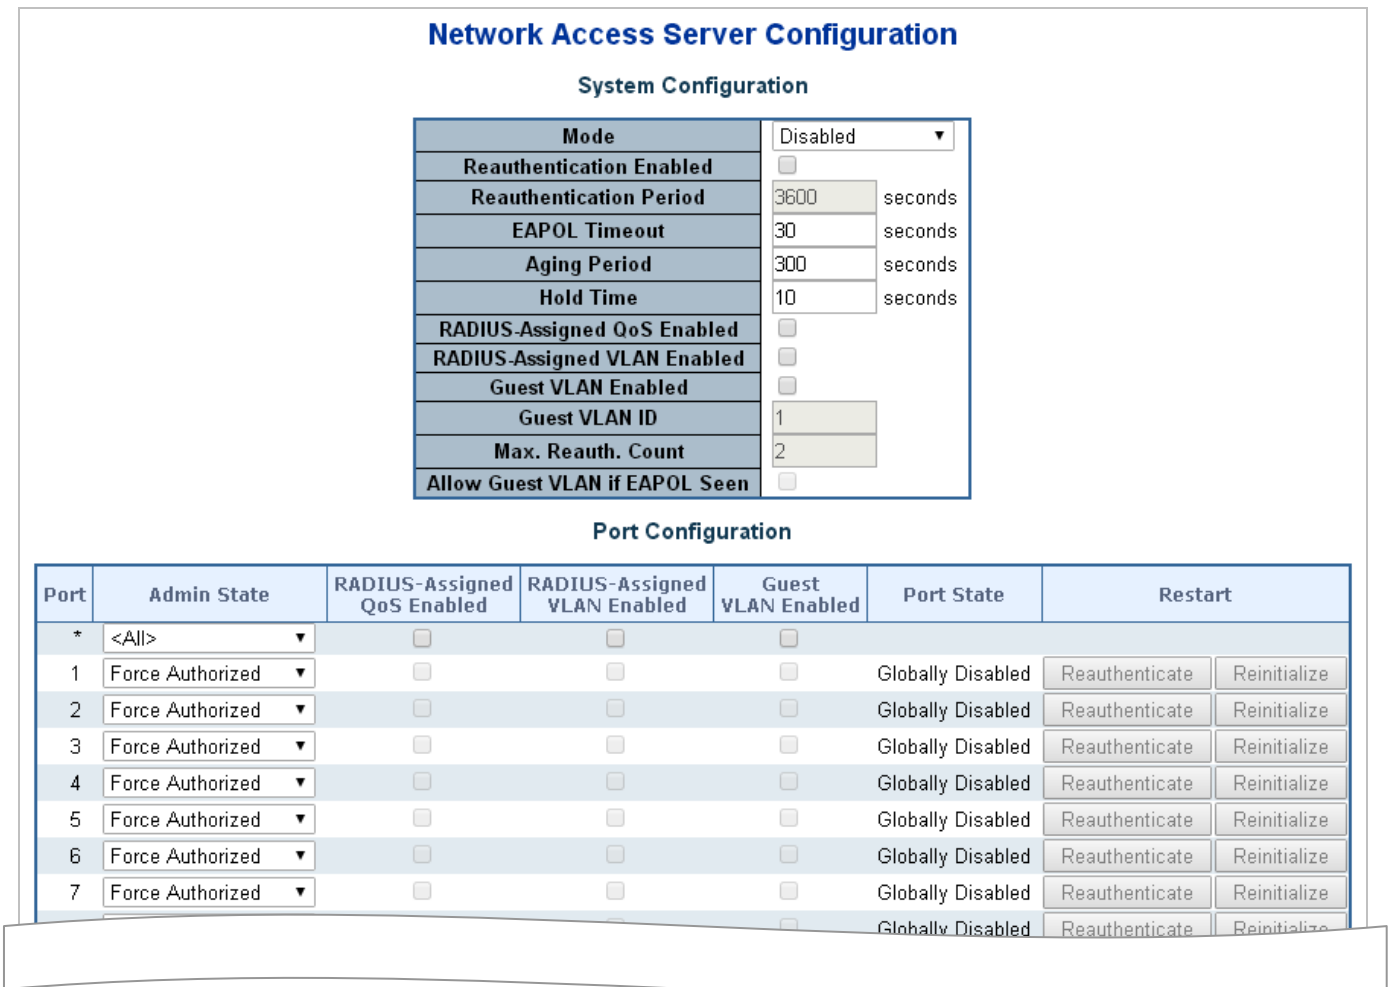 Network Access Server Configuration
System Configuration
Mode Disabled
Reauthentication Enabled
Reauthentication Period 3600 seconds
EAPOL Timeout 30 seconds
Aging Period 300 seconds
Hold Time 10 seconds
RADIUS-Assigned QoS Enabled
RADIUS-Assigned VLAN Enabled
Guest VLAN Enabled
Guest VLAN ID 1
Max. Reauth. Count 2
Allow Guest VLAN if EAPOL Seen
Port Configuration
Port Admin State RADIUS-Assigned QoS Enabled RADIUS-Assigned VLAN Enabled Guest VLAN Enabled Port State Restart
* <All>
1 Force Authorized Globally Disabled Reauthenticate Reinitialize
2 Force Authorized Globally Disabled Reauthenticate Reinitialize
3 Force Authorized Globally Disabled Reauthenticate Reinitialize
4 Force Authorized Globally Disabled Reauthenticate Reinitialize
5 Force Authorized Globally Disabled Reauthenticate Reinitialize
6 Force Authorized Globally Disabled Reauthenticate Reinitialize
7 Force Authorized Globally Disabled Reauthenticate Reinitialize
Globally Disabled Reauthenticate Reinitialize